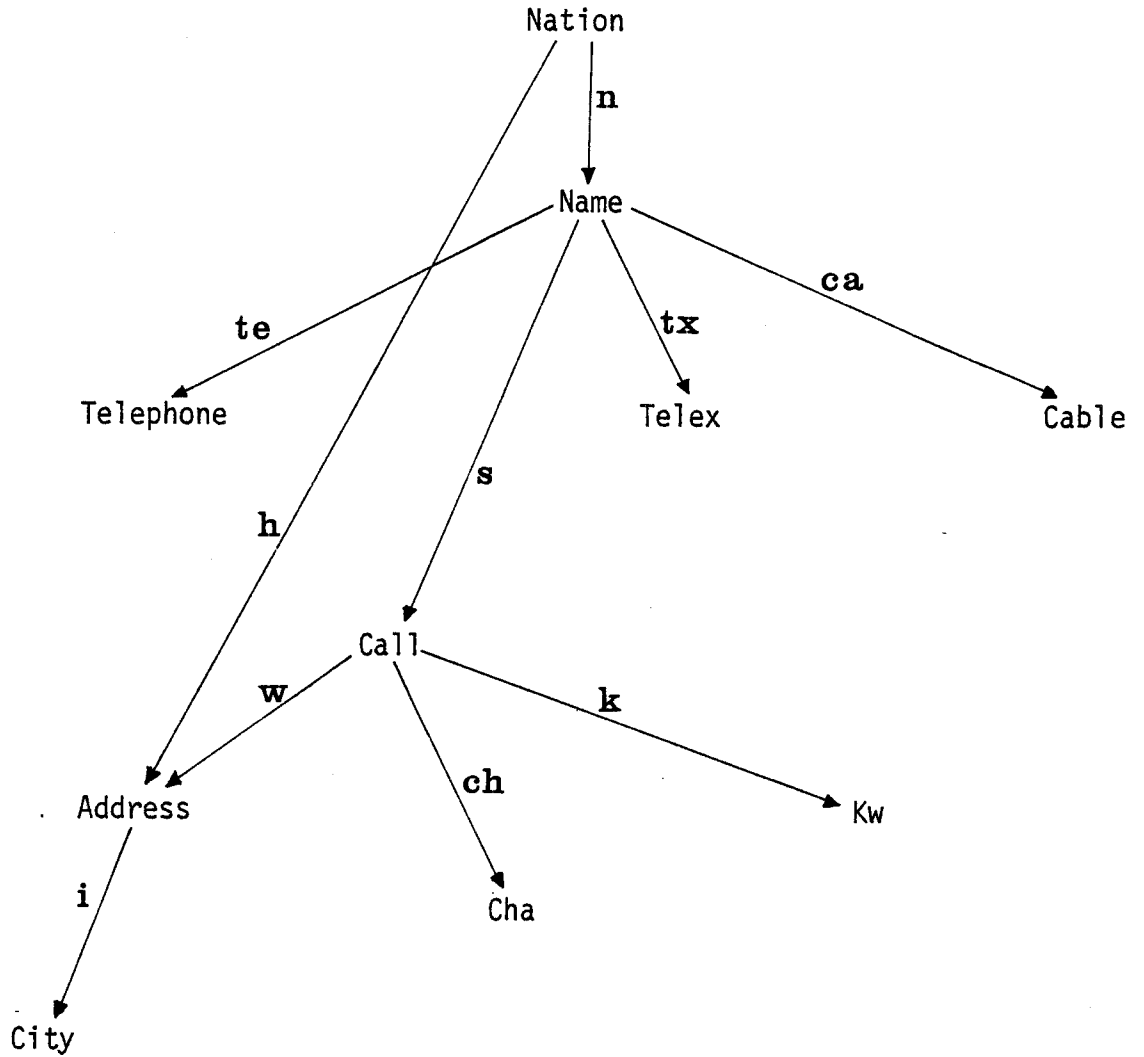 Nation
n
Name
ca
te
tx
Telephone
Telex
Cable
s
h
Call
w
k
ch
Address
Kw
i
Cha
City